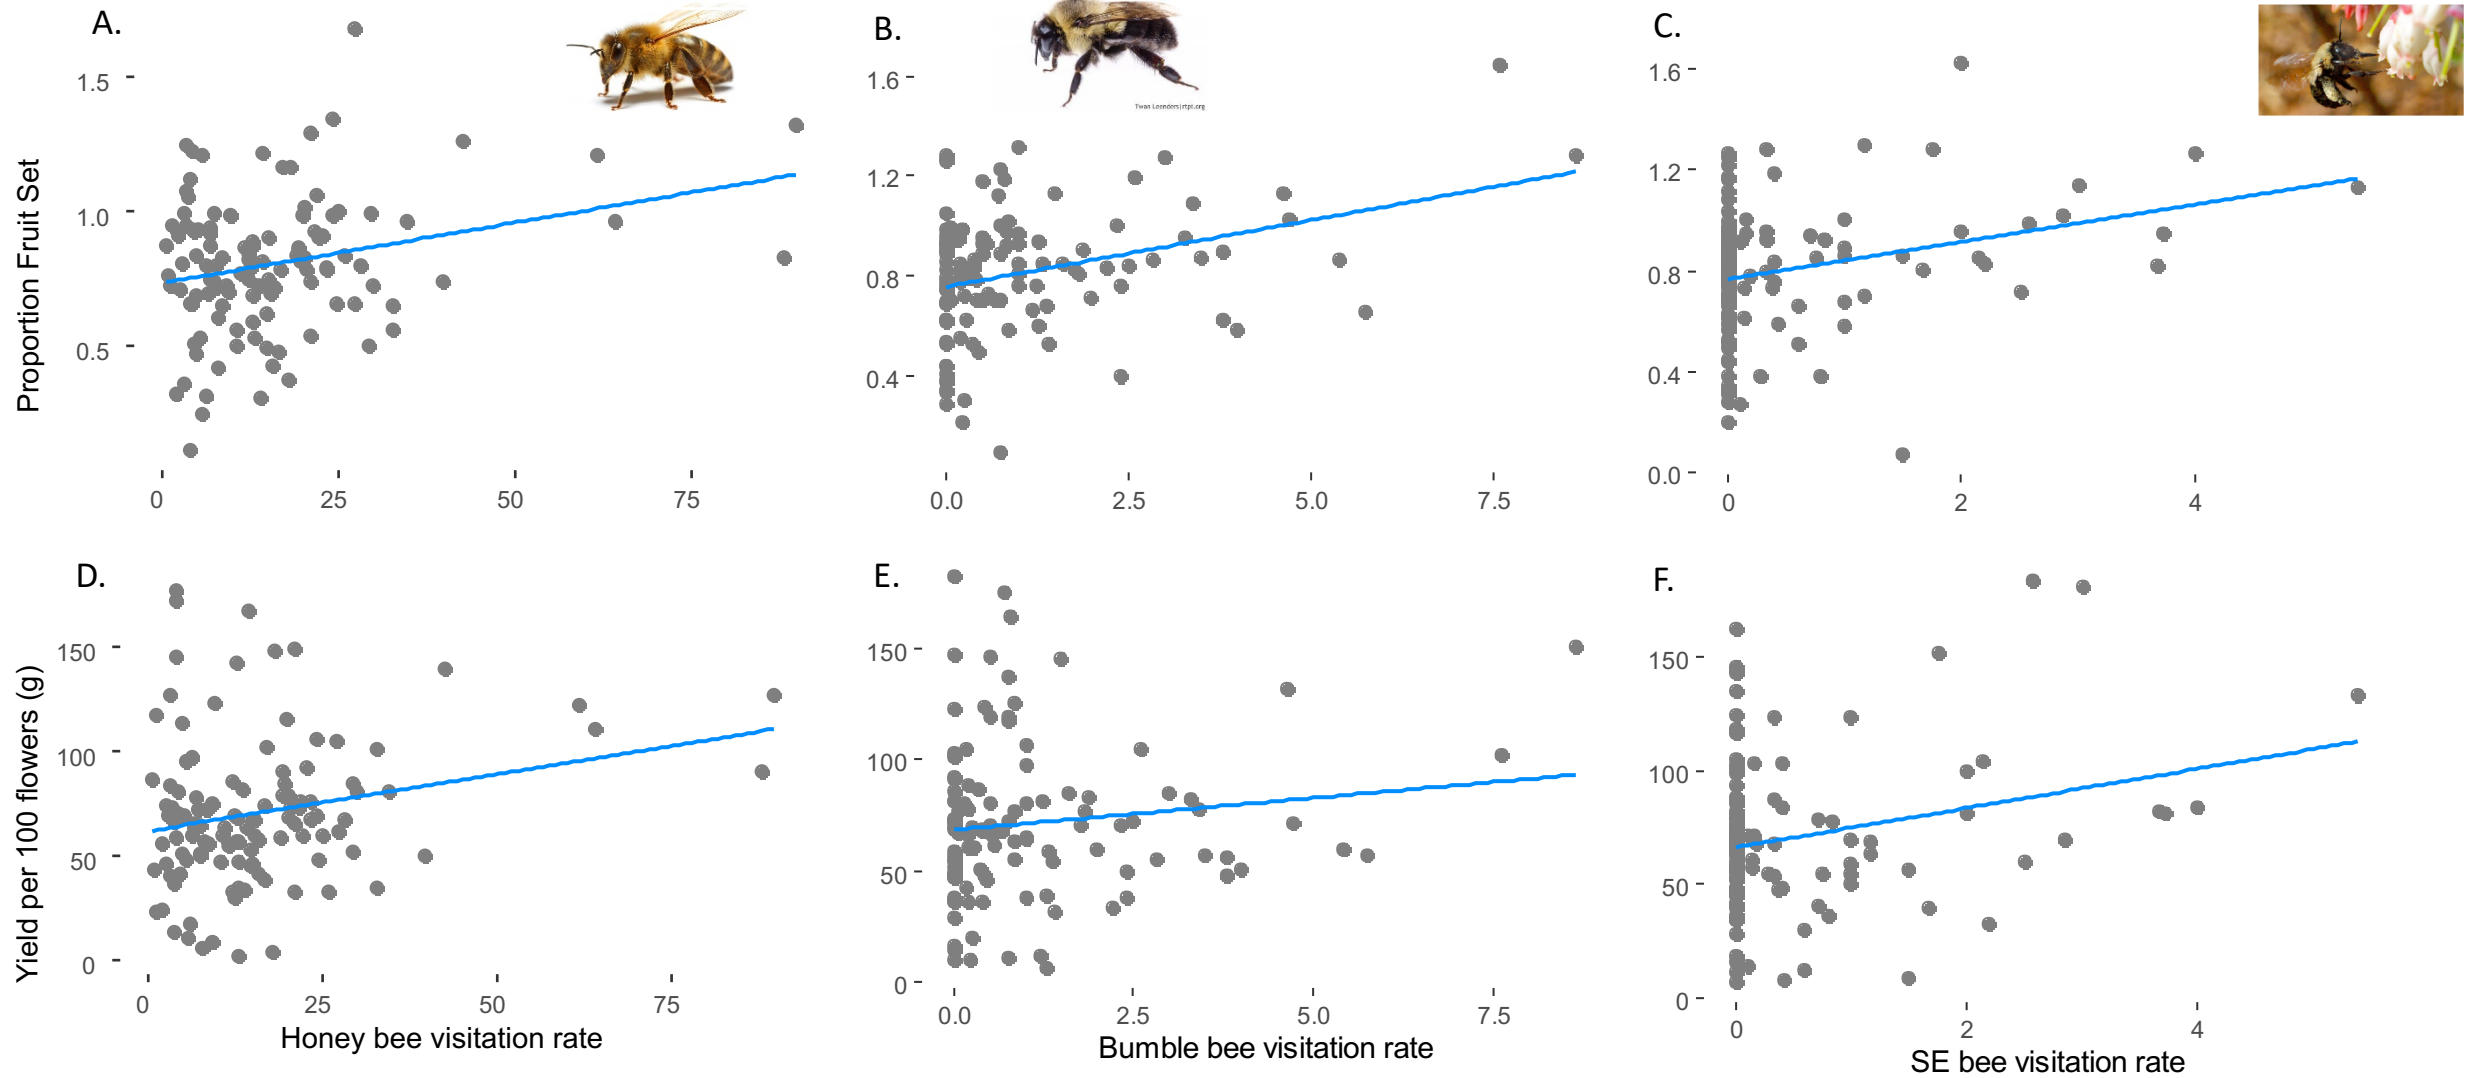 A.
B.
C.
Twan Leenders|rtpi.org
Proportion Fruit Set
1.5
1.0
0.5
0 25 50 75
1.6
1.2
0.8
0.4
0.0 2.5 5.0 7.5
1.6
1.2
0.8
0.4
0.0
0 2 4
D.
E.
F.
Yield per 100 flowers (g)
150
100
50
0
0 25 50 75
Honey bee visitation rate
150
100
50
0
0.0 2.5 5.0 7.5
Bumble bee visitation rate
150
100
50
0
0 2 4
SE bee visitation rate